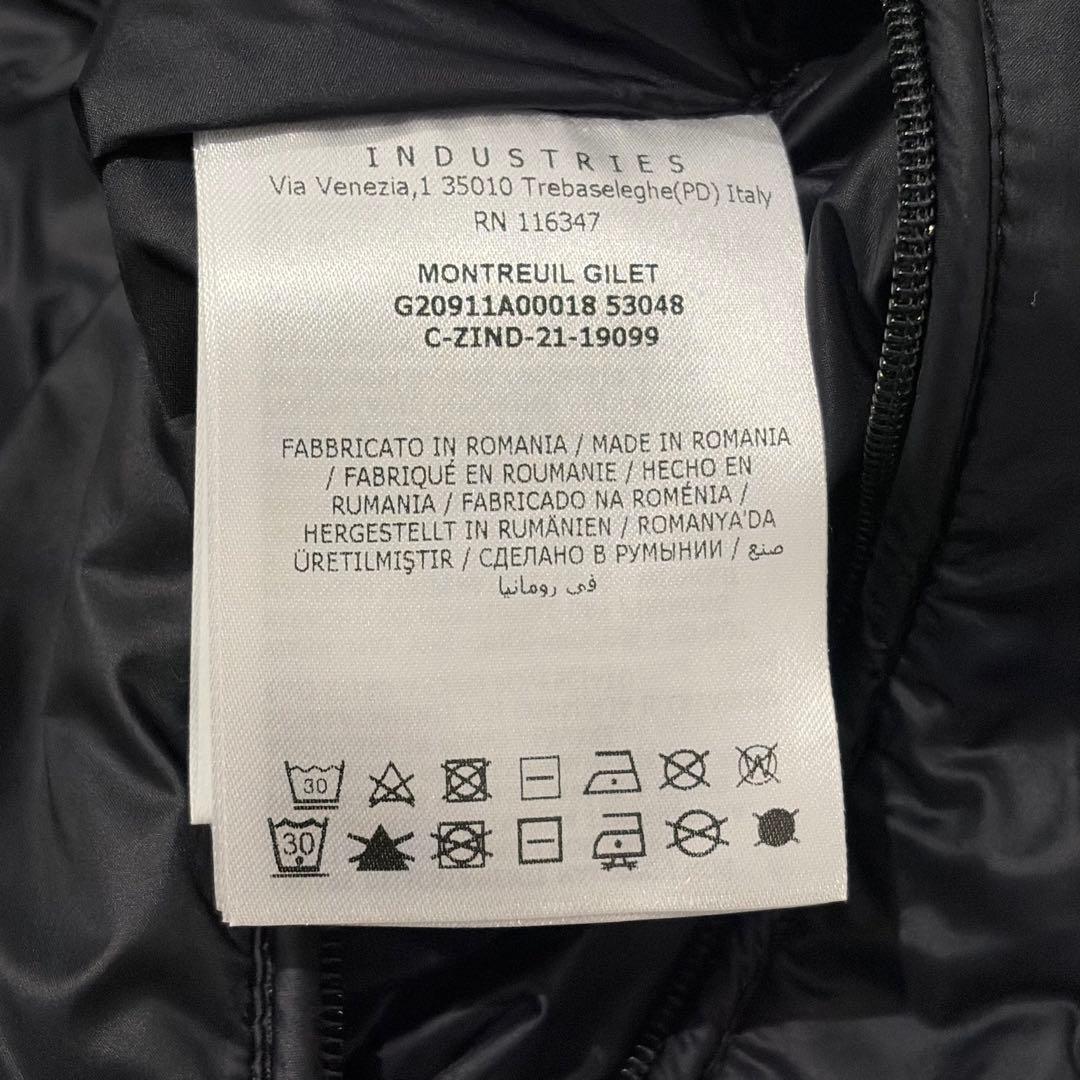 INDUSTRIES
Via Venezia,1 35010 Trebaseleghe(PD) Italy
RN 116347
MONTREUIL GILET
G20911A00018 53048
C-ZIND-21-19099
FABBRICATO IN ROMANIA / MADE IN ROMANIA
/ FABRIQUÉ EN ROUMANIE / HECHO EN
RUMANIA / FABRICADO NA ROMÉNIA /
HERGESTELLT IN RUMÄNIEN / ROMANYA'DA
ÜRETILMIŞTIR / СДЕЛАНО В РУМЫНИИ / صنع
في رومانيا
30
W
30